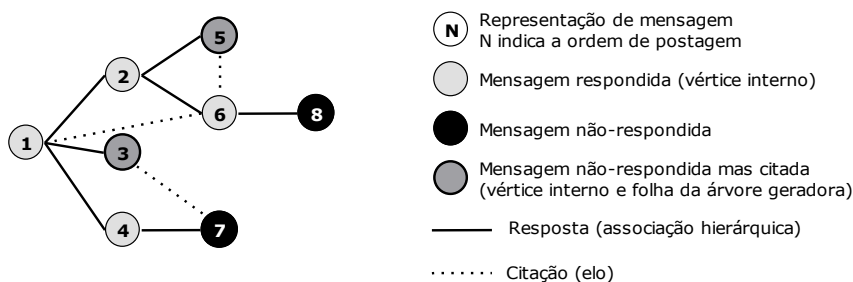 5
2
6
8
1
3
4
7
N
Representação de mensagem
N indica a ordem de postagem
Mensagem respondida (vértice interno)
Mensagem não-respondida
Mensagem não-respondida mas citada
(vértice interno e folha da árvore geradora)
Resposta (associação hierárquica)
Citação (elo)